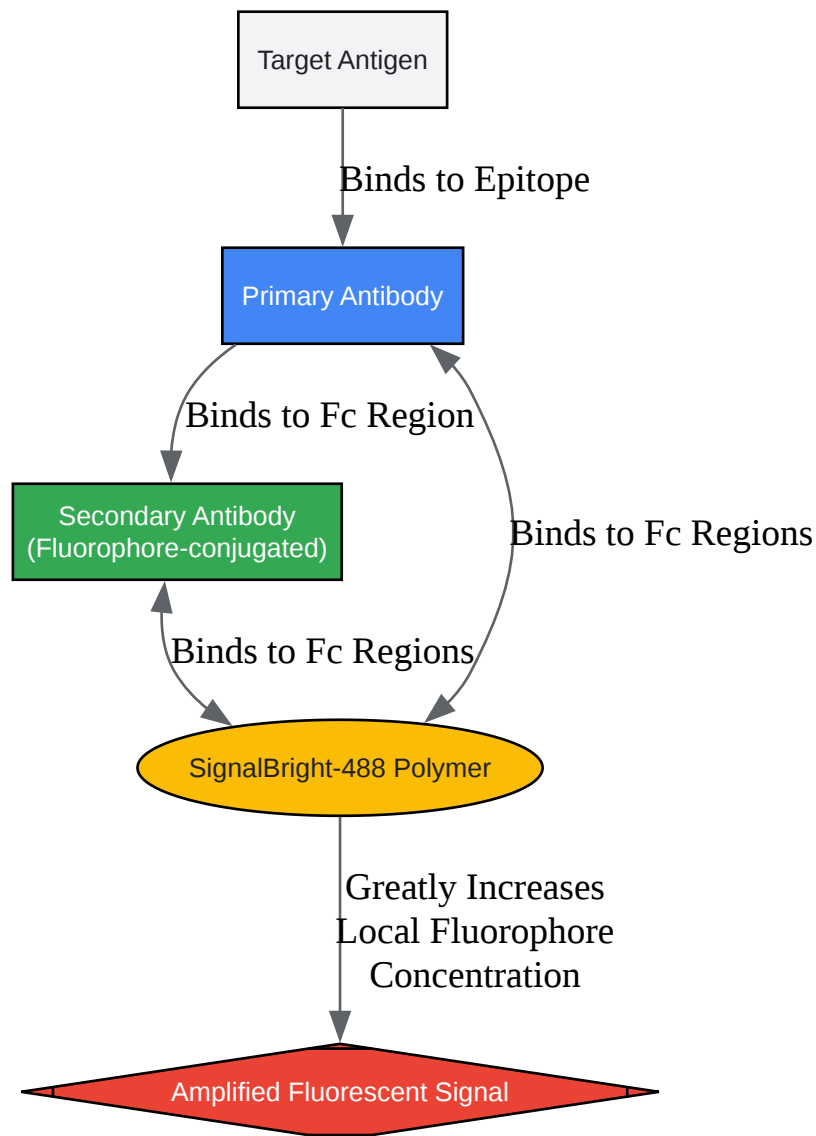 Target Antigen
Binds to Epitope
Primary Antibody
Binds to Fc Region
Secondary Antibody
(Fluorophore-conjugated)
Binds to Fc Regions
Binds to Fc Regions
SignalBright-488 Polymer
Greatly Increases
Local Fluorophore
Concentration
Amplified Fluorescent Signal